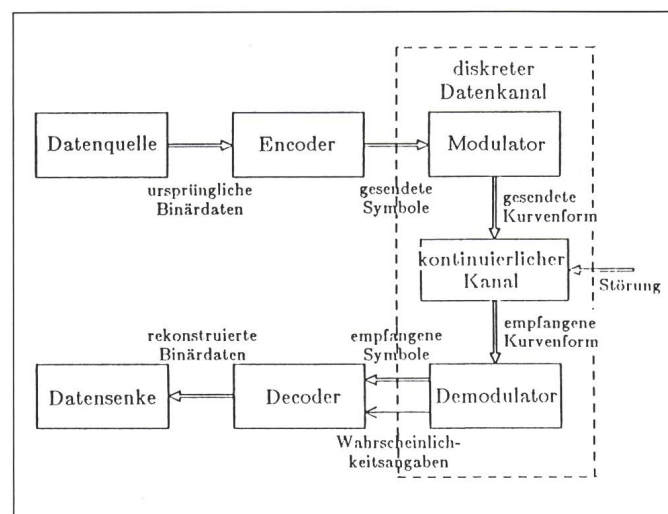 diskreter
Datenkanal
Datenquelle
Encoder
Modulator
ursprüngliche
Binärdaten
gesendete
Symbole
gesendete
Kurvenform
kontinuierlicher
Kanal
Störung
empfangene
Kurvenform
rekonstruierte
Binärdaten
empfangene
Symbole
Datensenke
Decoder
Demodulator
Wahrscheinlich-
keitsangaben